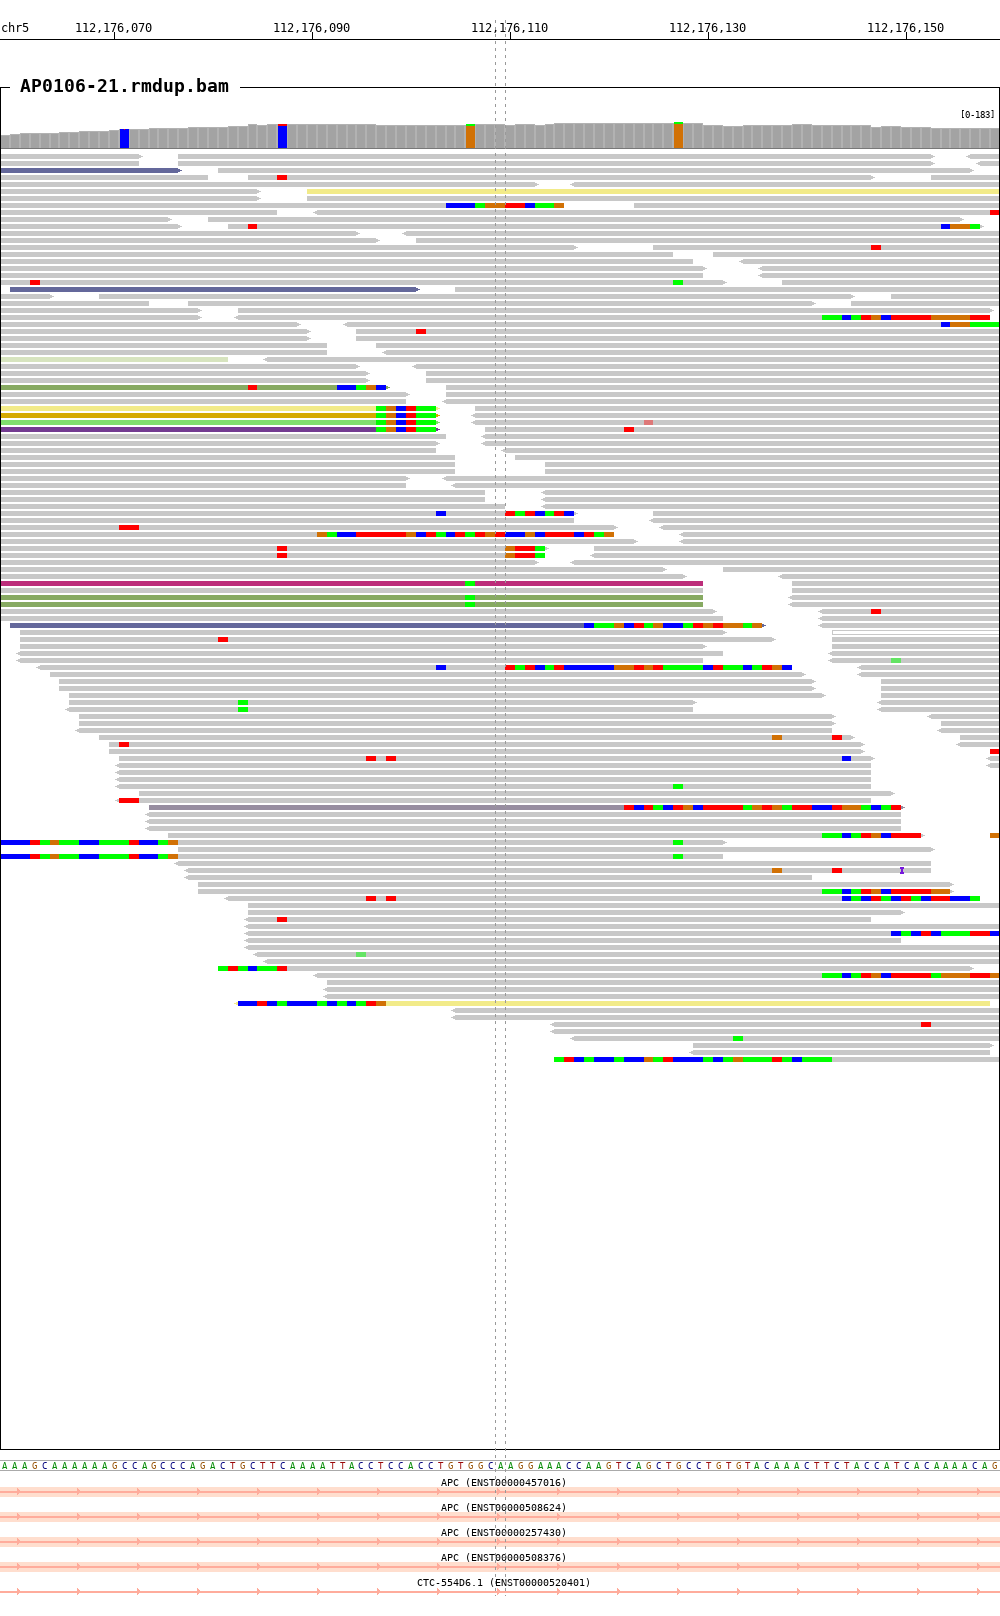 chr5 112,176,070 112,176,090 112,176,110 112,176,130 112,176,150
AP0106-21.rmdup.bam
[0-183]
AAAGCAAAAAAGCCAGCCCAGACTGCTTCAAAATTACCTCCACCTGTGGCAAGGAAACCAAGTCAGCTGCCTGTGTACAAACTTCTACCATCACAAAACAG
APC (ENST00000457016)
APC (ENST00000508624)
APC (ENST00000257430)
APC (ENST00000508376)
CTC-554D6.1 (ENST00000520401)